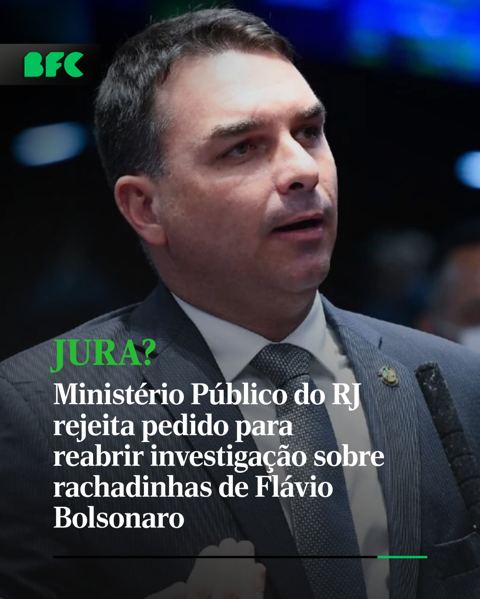 BFC
JURA?
Ministério Público do RJ
rejeita pedido para
reabrir investigação sobre
rachadinhas de Flávio
Bolsonaro